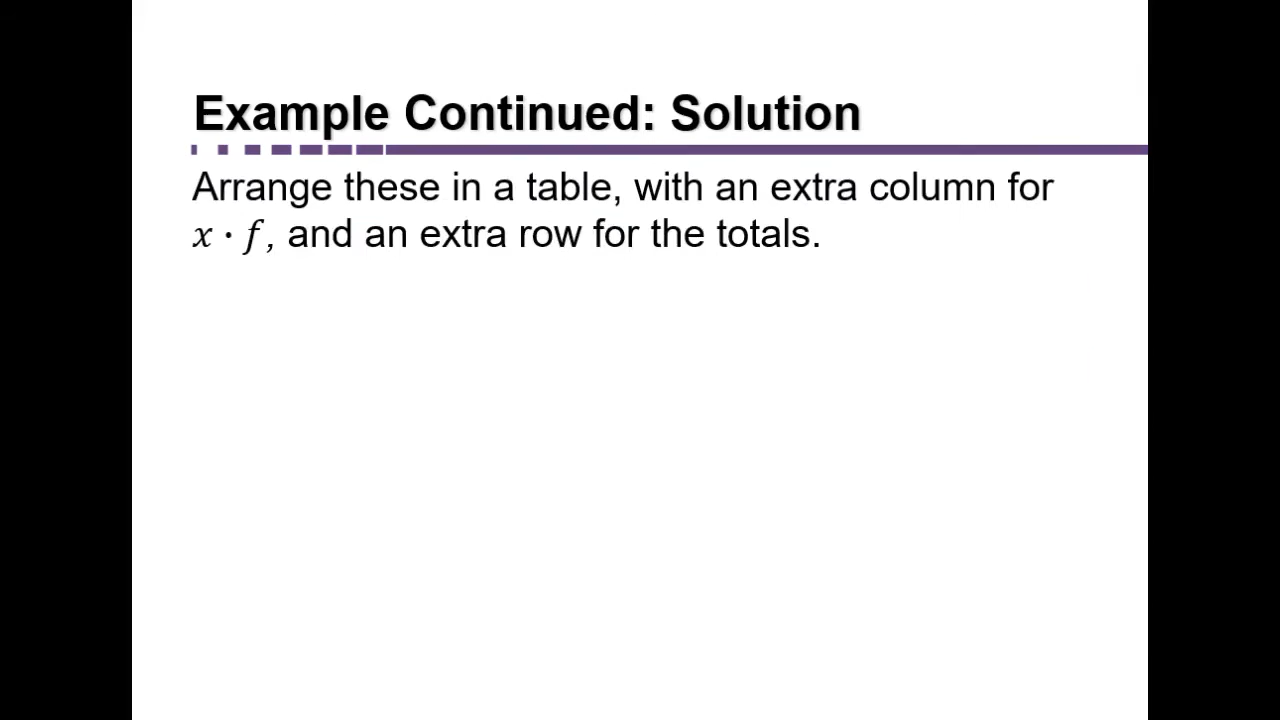 Example Continued: Solution
Arrange these in a table, with an extra column for
x · f, and an extra row for the totals.